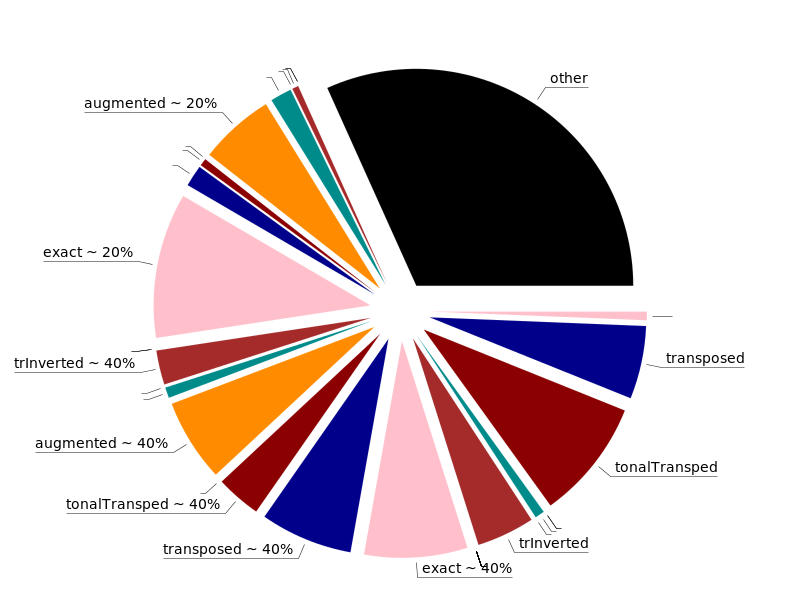 other
augmented ~ 20%
exact ~ 20%
trInverted ~ 40%
augmented ~ 40%
tonalTransped ~ 40%
transposed ~ 40%
exact ~ 40%
trInverted
tonalTransped
transposed